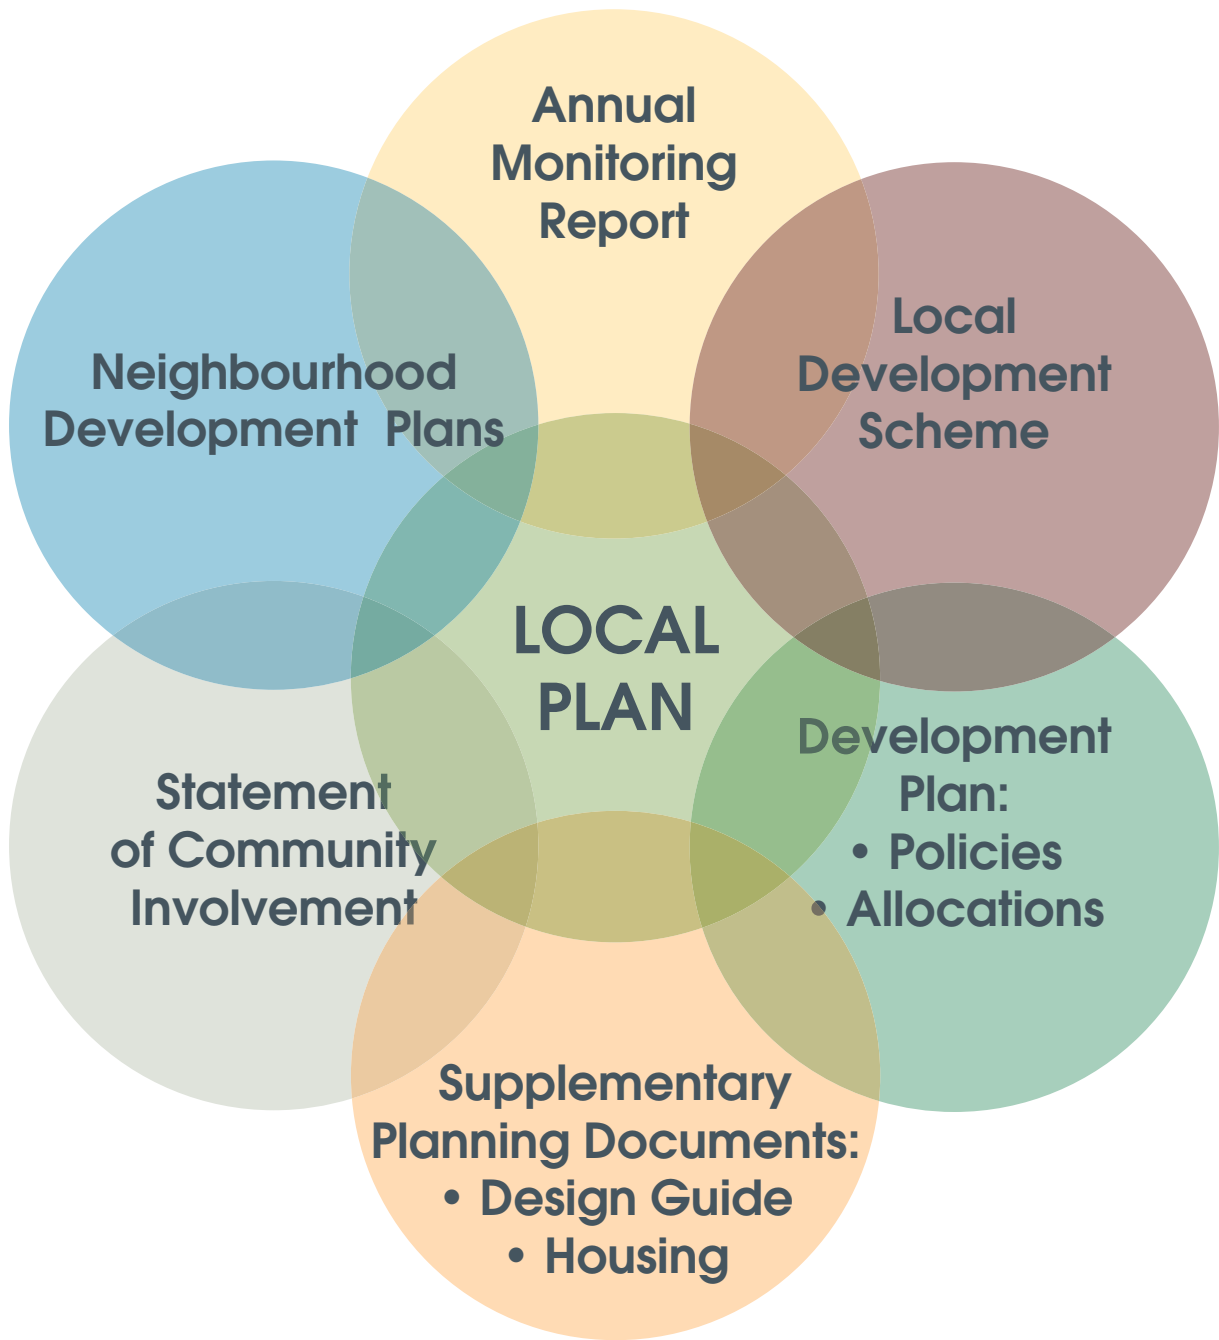 Annual
Monitoring
Report
Local
Development
Scheme
Neighbourhood
Development Plans
LOCAL
PLAN
Development
Plan:
• Policies
• Allocations
Statement
of Community
Involvement
Supplementary
Planning Documents:
• Design Guide
• Housing